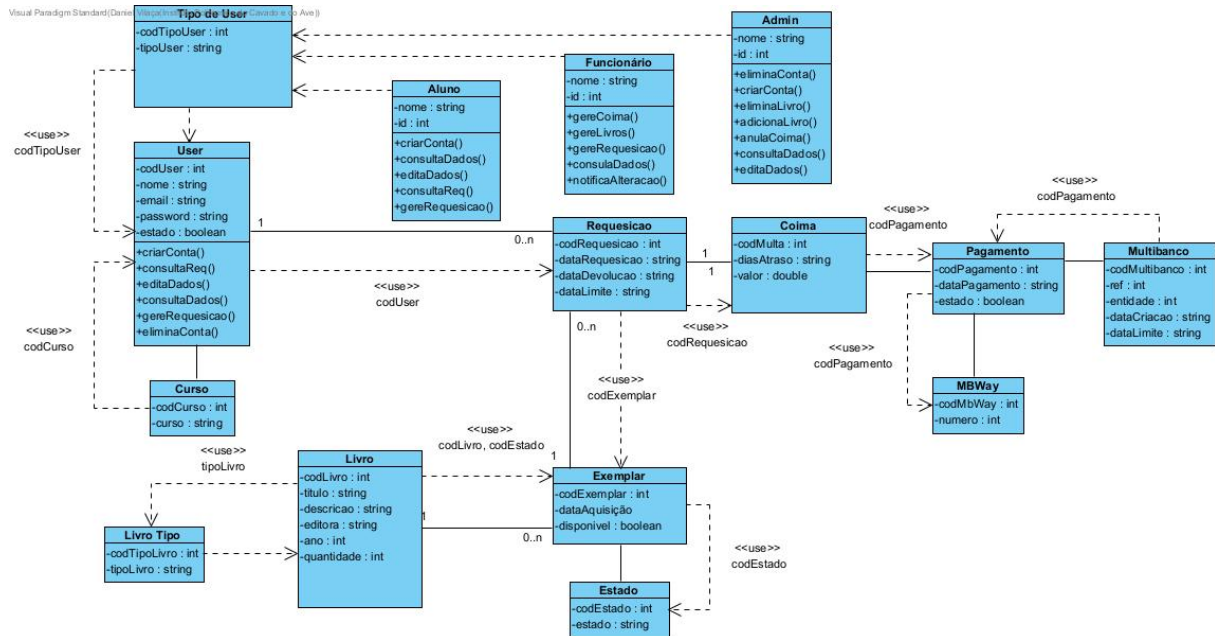 Visual Paradigm Standard(Daniel Vilaça(Instituto
Cavado e do Ave))
Tipo de User
-codTipoUser : int
-tipoUser : string
Admin
-nome : string
-id : int
+eliminaConta()
+criarConta()
+eliminaLivro()
+adicionaLivro()
+anulaCoima()
+consultaDados()
+editaDados()
Funcionário
-nome : string
-id : int
+gereCoima()
+gereLivros()
+gereRequesicao()
+consulaDados()
+notificaAlteracao()
Aluno
-nome : string
-id : int
+criarConta()
+consultaDados()
+editaDados()
+consultaReq()
+gereRequesicao()
<<use>>
codTipoUser
User
-codUser : int
-nome : string
-email : string
-password : string
-estado : boolean
+criarConta()
+consultaReq()
+editaDados()
+consultaDados()
+gereRequesicao()
+eliminaConta()
1
0..n
<<use>>
codUser
Requesicao
-codRequesicao : int
-dataRequesicao : string
-dataDevolucao : string
-dataLimite : string
1
1
Coima
-codMulta : int
-diasAtraso : string
-valor : double
<<use>>
codPagamento
<<use>>
codPagamento
Pagamento
-codPagamento : int
-dataPagamento : string
-estado : boolean
Multibanco
-codMultibanco : int
-ref : int
-entidade : int
-dataCriacao : string
-dataLimite : string
<<use>>
codCurso
<<use>>
codRequesicao
<<use>>
codPagamento
0..n
<<use>>
codExemplar
Curso
-codCurso : int
-curso : string
MBWay
-codMbWay : int
-numero : int
<<use>>
tipoLivro
<<use>>
codLivro, codEstado
1
Livro
-codLivro : int
-titulo : string
-descricao : string
-editora : string
-ano : int
-quantidade : int
1
0..n
Exemplar
-codExemplar : int
-dataAquisição
-disponivel : boolean
Livro Tipo
-codTipoLivro : int
-tipoLivro : string
<<use>>
codEstado
Estado
-codEstado : int
-estado : string